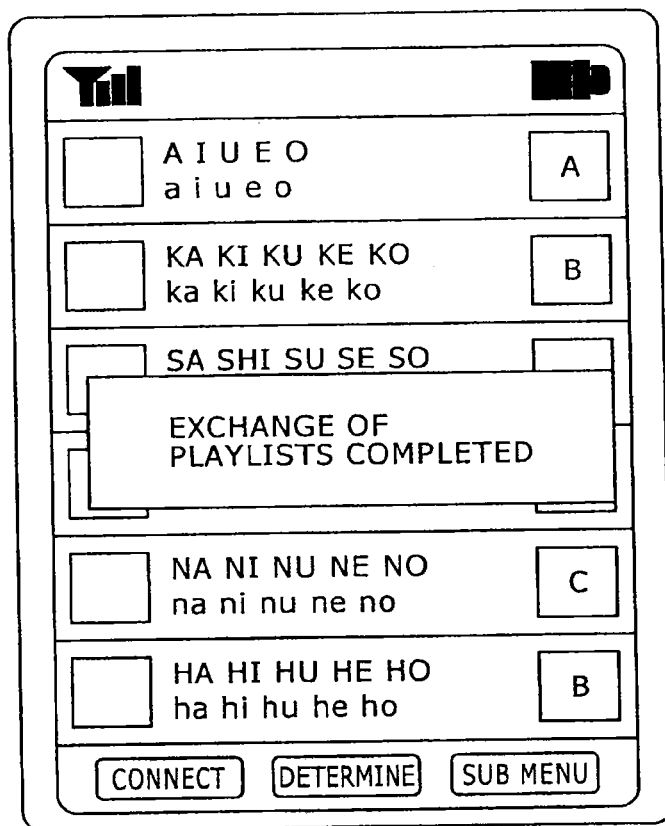 A I U E O
a i u e o
A
KA KI KU KE KO
ka ki ku ke ko
B
SA SHI SU SE SO
EXCHANGE OF
PLAYLISTS COMPLETED
NA NI NU NE NO
na ni nu ne no
C
HA HI HU HE HO
ha hi hu he ho
B
CONNECT
DETERMINE
SUB MENU